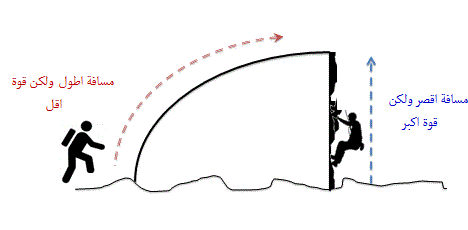 مسافة اطول ولكن قوة
اقل
مسافة اقصر ولكن
قوة اكبر